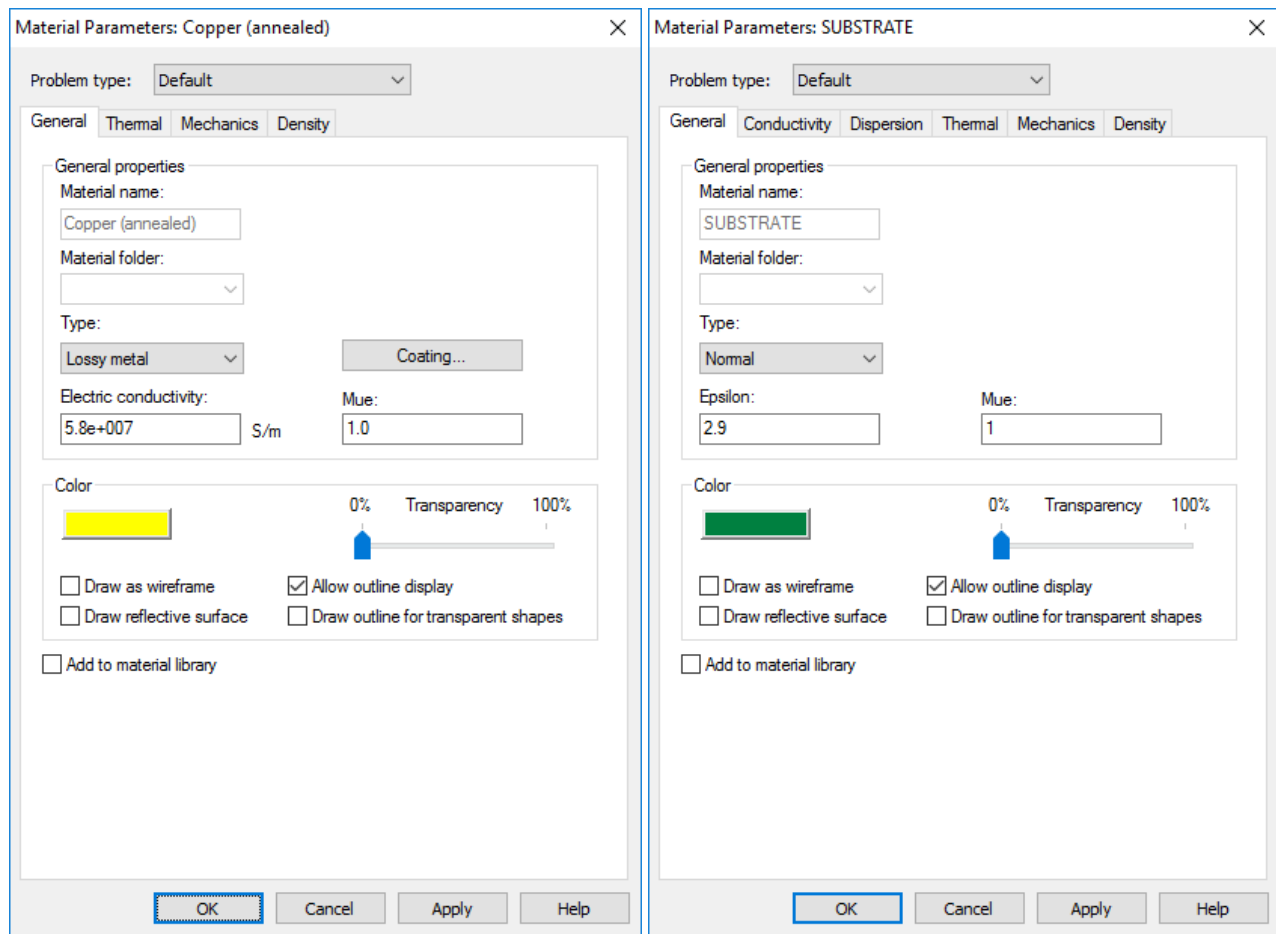 Material Parameters: Copper (annealed)
Problem type: Default
General Thermal Mechanics Density
General properties
Material name:
Copper (annealed)
Material folder:
Type:
Lossy metal Coating...
Electric conductivity: Mue:
5.8e+007 S/m 1.0
Color
0% Transparency 100%
Draw as wireframe Allow outline display
Draw reflective surface Draw outline for transparent shapes
Add to material library
OK Cancel Apply Help
Material Parameters: SUBSTRATE
Problem type: Default
General Conductivity Dispersion Thermal Mechanics Density
General properties
Material name:
SUBSTRATE
Material folder:
Type:
Normal
Epsilon: Mue:
2.9 1
Color
0% Transparency 100%
Draw as wireframe Allow outline display
Draw reflective surface Draw outline for transparent shapes
Add to material library
OK Cancel Apply Help